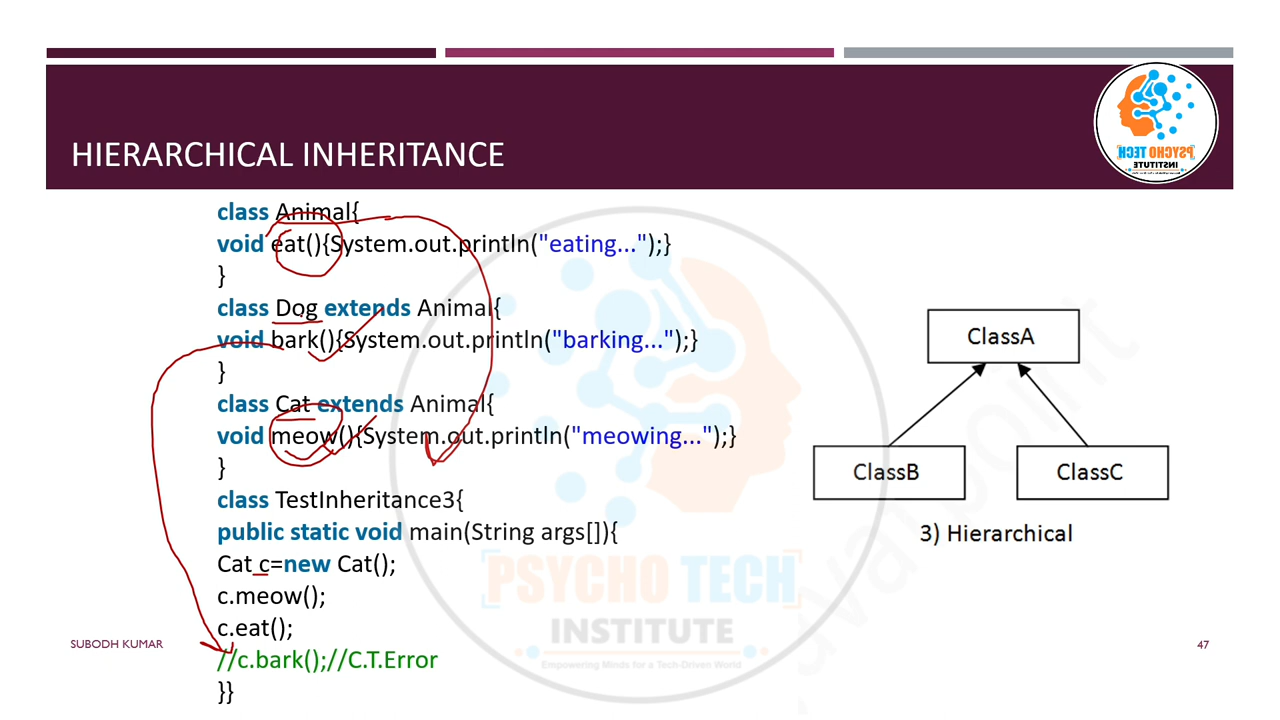 HIERARCHICAL INHERITANCE
PSYCHO TECH
INSTITUTE
class Animal{
void eat(){System.out.println("eating...");}
}
class Dog extends Animal{
void bark(){System.out.println("barking...");}
}
class Cat extends Animal{
void meow(){System.out.println("meowing...");}
}
class TestInheritance3{
public static void main(String args[]){
Cat c=new Cat();
c.meow();
c.eat();
//c.bark();//C.T.Error
}}
ClassA
ClassB
ClassC
3) Hierarchical
PSYCHO TECH
INSTITUTE
Empowering Minds for a Tech-Driven World
SUBODH KUMAR
47